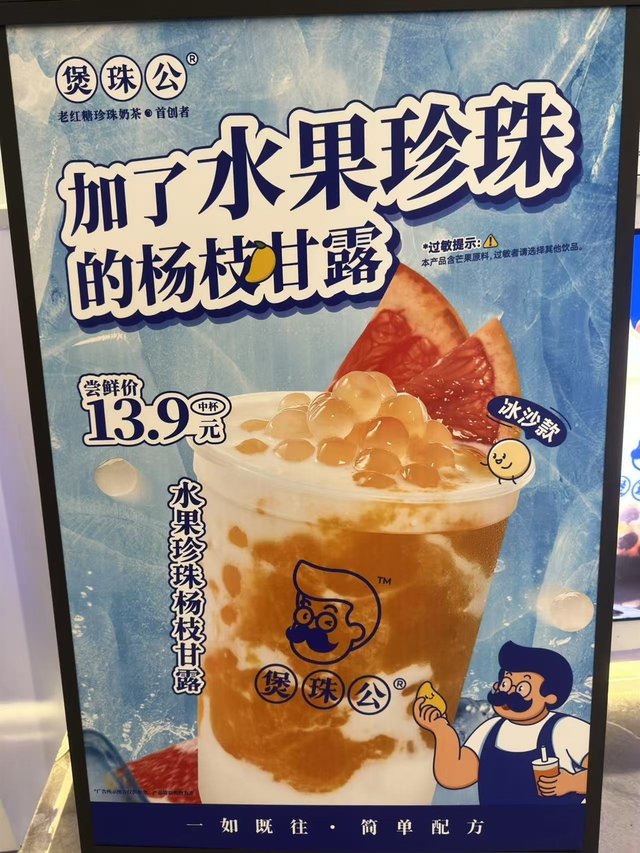 煲珠公®
老红糖珍珠奶茶 首创者
加了水果珍珠
的杨枝甘露
*过敏提示:
本产品含芒果原料,过敏者请选择其他饮品。
尝鲜价
13.9元
中杯
冰沙款
水果珍珠杨枝甘露
TM
煲珠公®
一如既往·简单配方